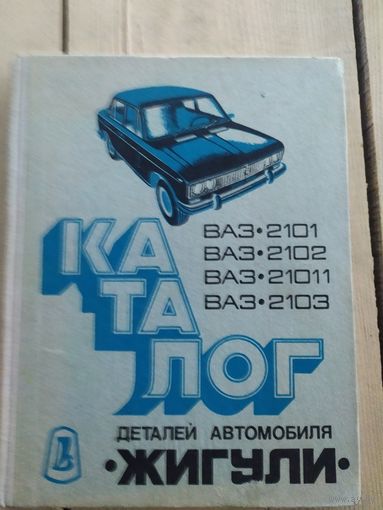 ВАЗ·2101
ВАЗ·2102
ВАЗ·21011
ВАЗ·2103
КА
ТА
ЛОГ
ДЕТАЛЕЙ АВТОМОБИЛЯ
·ЖИГУЛИ·